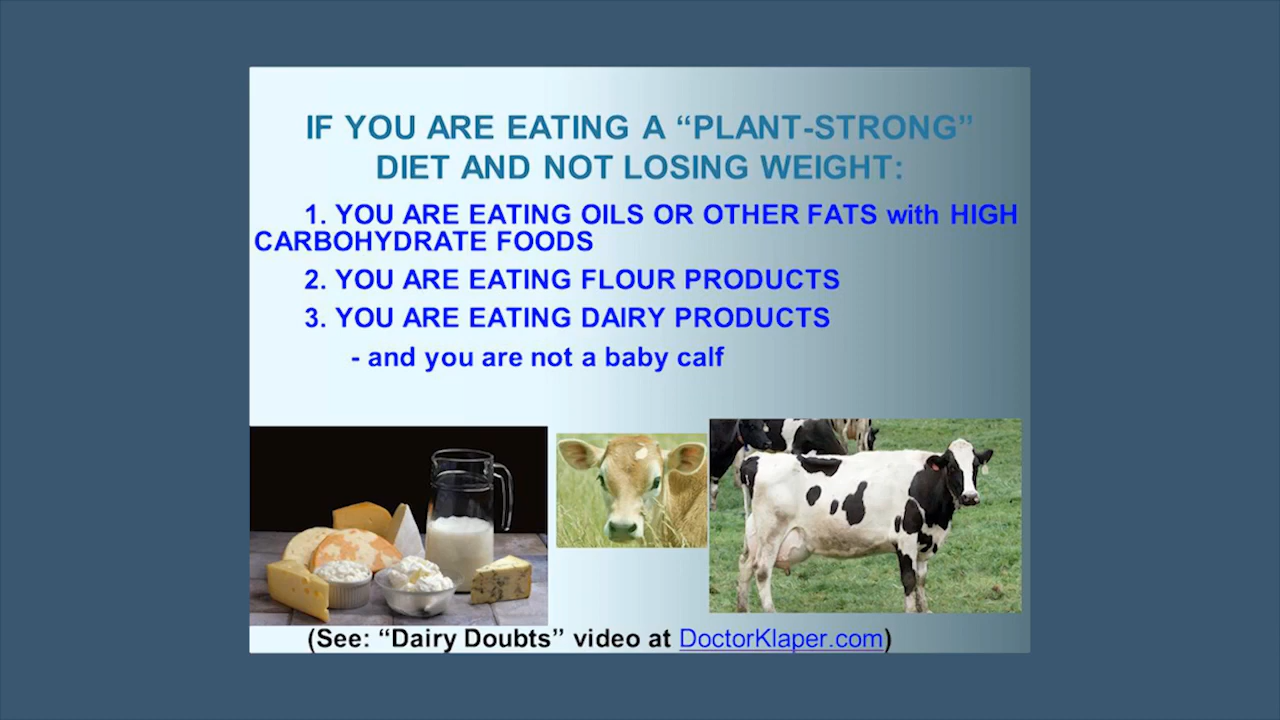 IF YOU ARE EATING A “PLANT-STRONG”
DIET AND NOT LOSING WEIGHT:
1. YOU ARE EATING OILS OR OTHER FATS with HIGH
CARBOHYDRATE FOODS
2. YOU ARE EATING FLOUR PRODUCTS
3. YOU ARE EATING DAIRY PRODUCTS
- and you are not a baby calf
(See: “Dairy Doubts” video at DoctorKlaper.com)